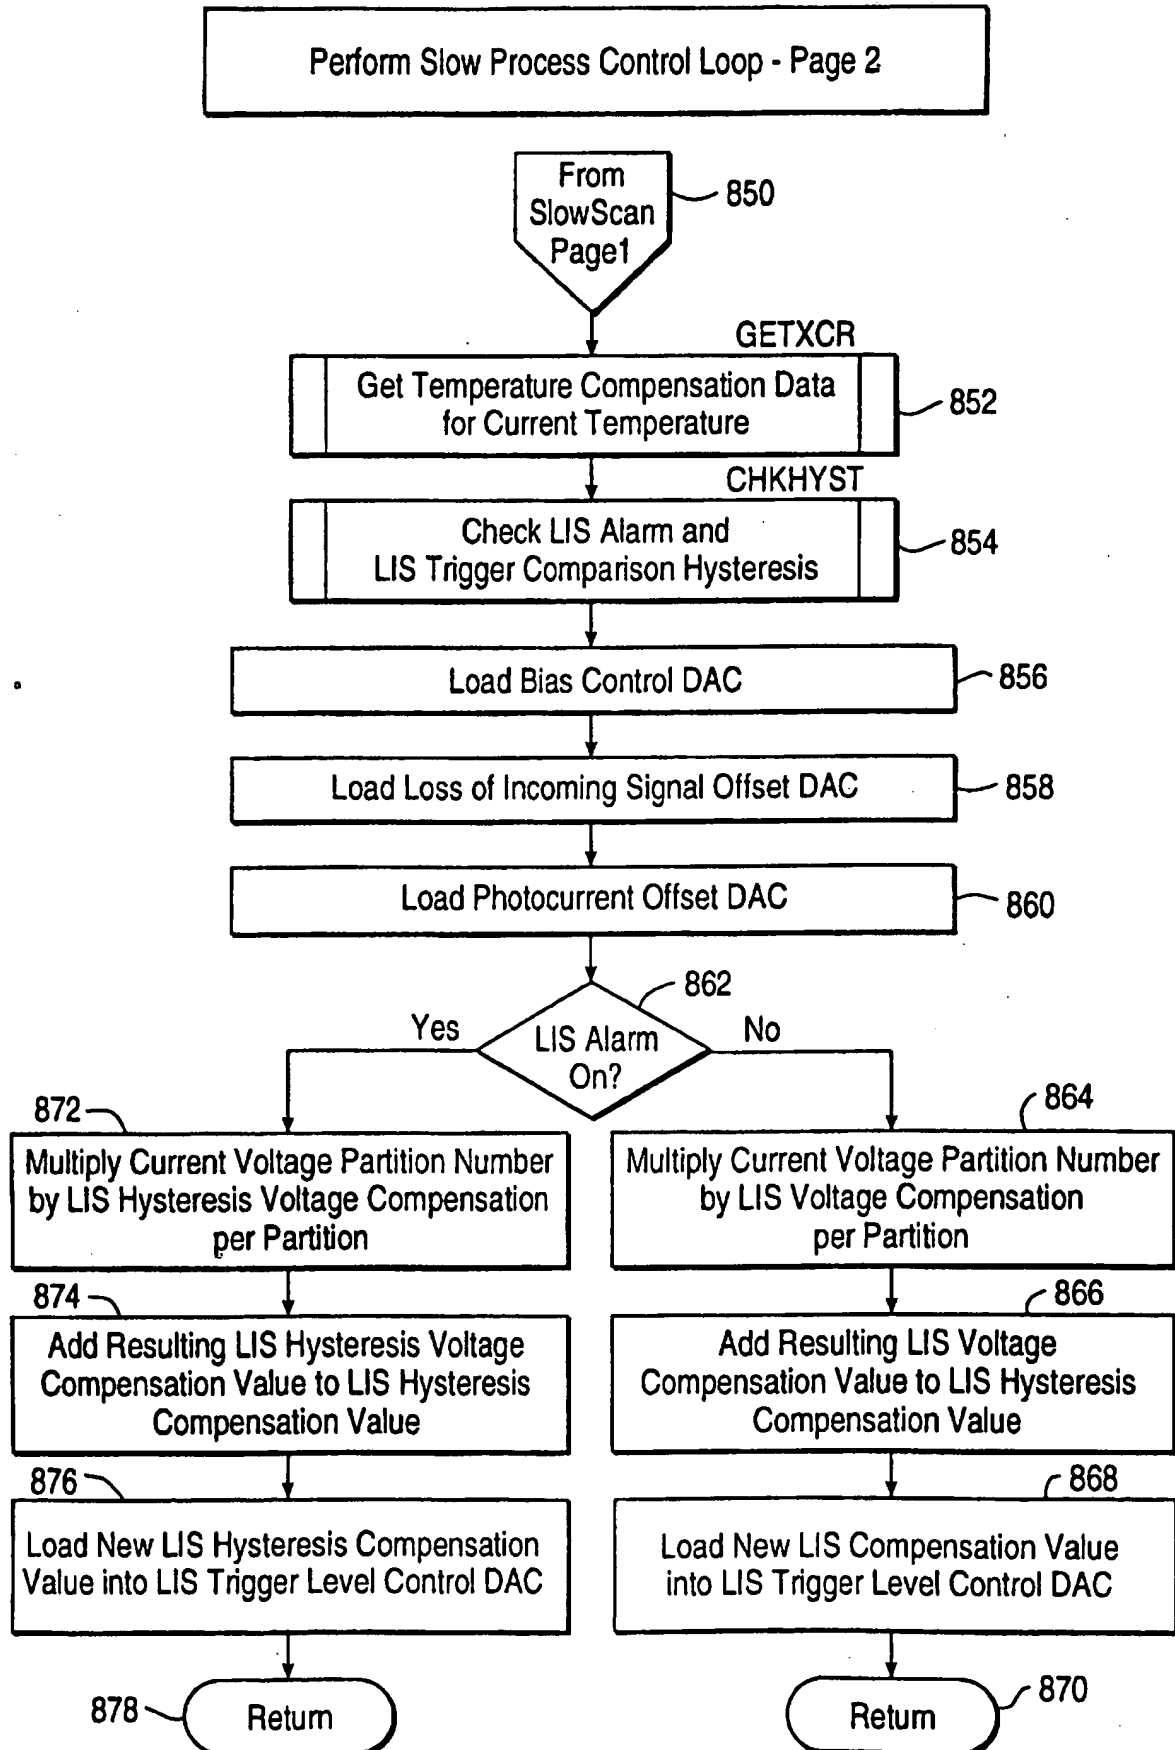 Perform Slow Process Control Loop - Page 2
From
SlowScan
Page1
850
GETXCR
Get Temperature Compensation Data
for Current Temperature
852
CHKHYST
Check LIS Alarm and
LIS Trigger Comparison Hysteresis
854
Load Bias Control DAC
856
Load Loss of Incoming Signal Offset DAC
858
Load Photocurrent Offset DAC
860
862
LIS Alarm
On?
Yes
No
872
Multiply Current Voltage Partition Number
by LIS Hysteresis Voltage Compensation
per Partition
864
Multiply Current Voltage Partition Number
by LIS Voltage Compensation
per Partition
874
Add Resulting LIS Hysteresis Voltage
Compensation Value to LIS Hysteresis
Compensation Value
866
Add Resulting LIS Voltage
Compensation Value to LIS Hysteresis
Compensation Value
876
Load New LIS Hysteresis Compensation
Value into LIS Trigger Level Control DAC
868
Load New LIS Compensation Value
into LIS Trigger Level Control DAC
878
Return
870
Return